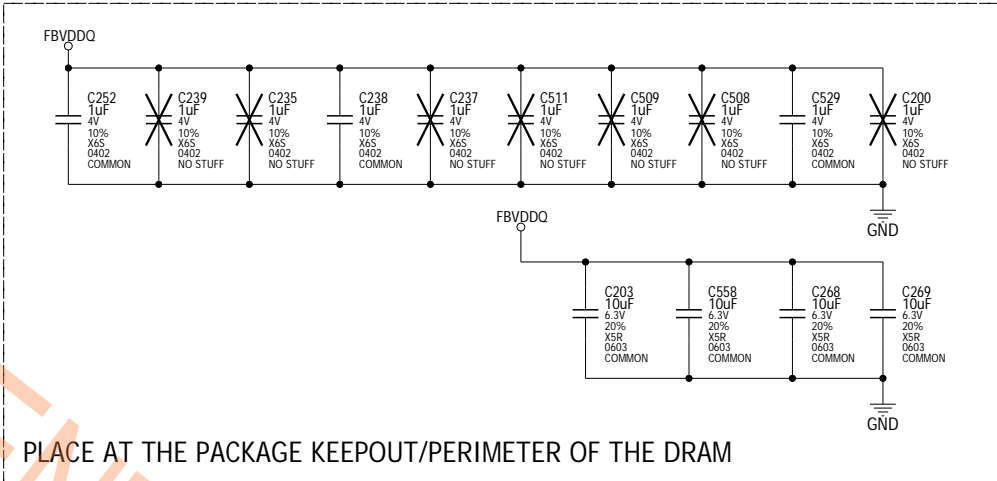 FBVDDQ
C252
1uF
4V
10%
X6S
0402
COMMON
C239
1uF
4V
10%
X6S
0402
NO STUFF
C235
1uF
4V
10%
X6S
0402
NO STUFF
C238
1uF
4V
10%
X6S
0402
COMMON
C237
1uF
4V
10%
X6S
0402
NO STUFF
C511
1uF
4V
10%
X6S
0402
NO STUFF
C509
1uF
4V
10%
X6S
0402
NO STUFF
C508
1uF
4V
10%
X6S
0402
NO STUFF
C529
1uF
4V
10%
X6S
0402
COMMON
C200
1uF
4V
10%
X6S
0402
NO STUFF
GND
FBVDDQ
C203
10uF
6.3V
20%
X5R
0603
COMMON
C558
10uF
6.3V
20%
X5R
0603
COMMON
C268
10uF
6.3V
20%
X5R
0603
COMMON
C269
10uF
6.3V
20%
X5R
0603
COMMON
GND
PLACE AT THE PACKAGE KEEPOUT/PERIMETER OF THE DRAM